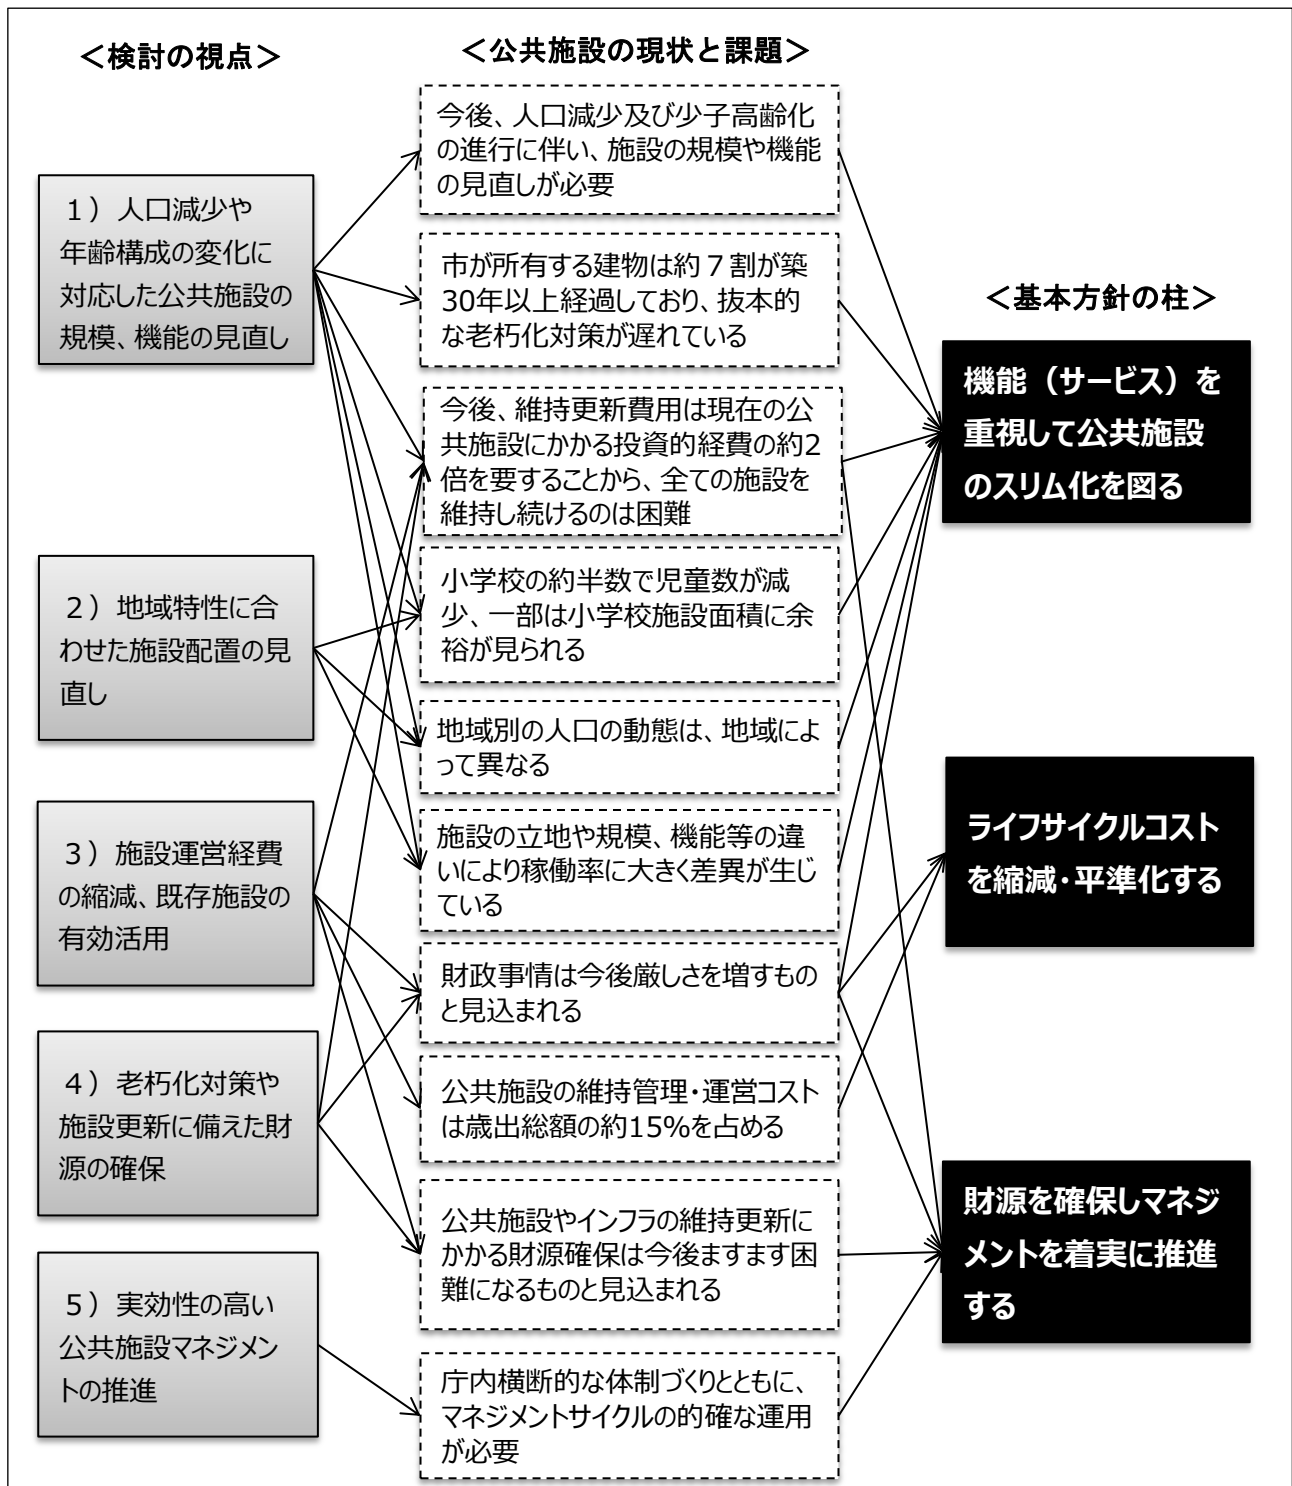 ＜検討の視点＞
１）人口減少や
年齢構成の変化に
対応した公共施設の
規模、機能の見直し
２）地域特性に合
わせた施設配置の見
直し
３）施設運営経費
の縮減、既存施設の
有効活用
４）老朽化対策や
施設更新に備えた財
源の確保
５）実効性の高い
公共施設マネジメン
トの推進
＜公共施設の現状と課題＞
今後、人口減少及び少子高齢化
の進行に伴い、施設の規模や機能
の見直しが必要
市が所有する建物は約７割が築
30年以上経過しており、抜本的
な老朽化対策が遅れている
今後、維持更新費用は現在の公
共施設にかかる投資的経費の約2
倍を要することから、全ての施設を
維持し続けるのは困難
小学校の約半数で児童数が減
少、一部は小学校施設面積に余
裕が見られる
地域別の人口の動態は、地域によ
って異なる
施設の立地や規模、機能等の違
いにより稼働率に大きく差異が生じ
ている
財政事情は今後厳しさを増すもの
と見込まれる
公共施設の維持管理・運営コスト
は歳出総額の約15%を占める
公共施設やインフラの維持更新に
かかる財源確保は今後ますます困
難になるものと見込まれる
庁内横断的な体制づくりとともに、
マネジメントサイクルの的確な運用
が必要
＜基本方針の柱＞
機能（サービス）を
重視して公共施設
のスリム化を図る
ライフサイクルコスト
を縮減・平準化する
財源を確保しマネジ
メントを着実に推進
する